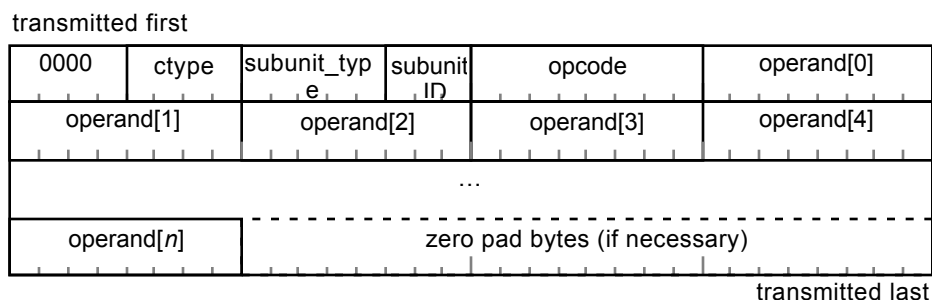 transmitted first
0000 ctype subunit_typ subunit opcode operand[0]
e ID
operand[1] operand[2] operand[3] operand[4]
...
operand[n] zero pad bytes (if necessary)
transmitted last